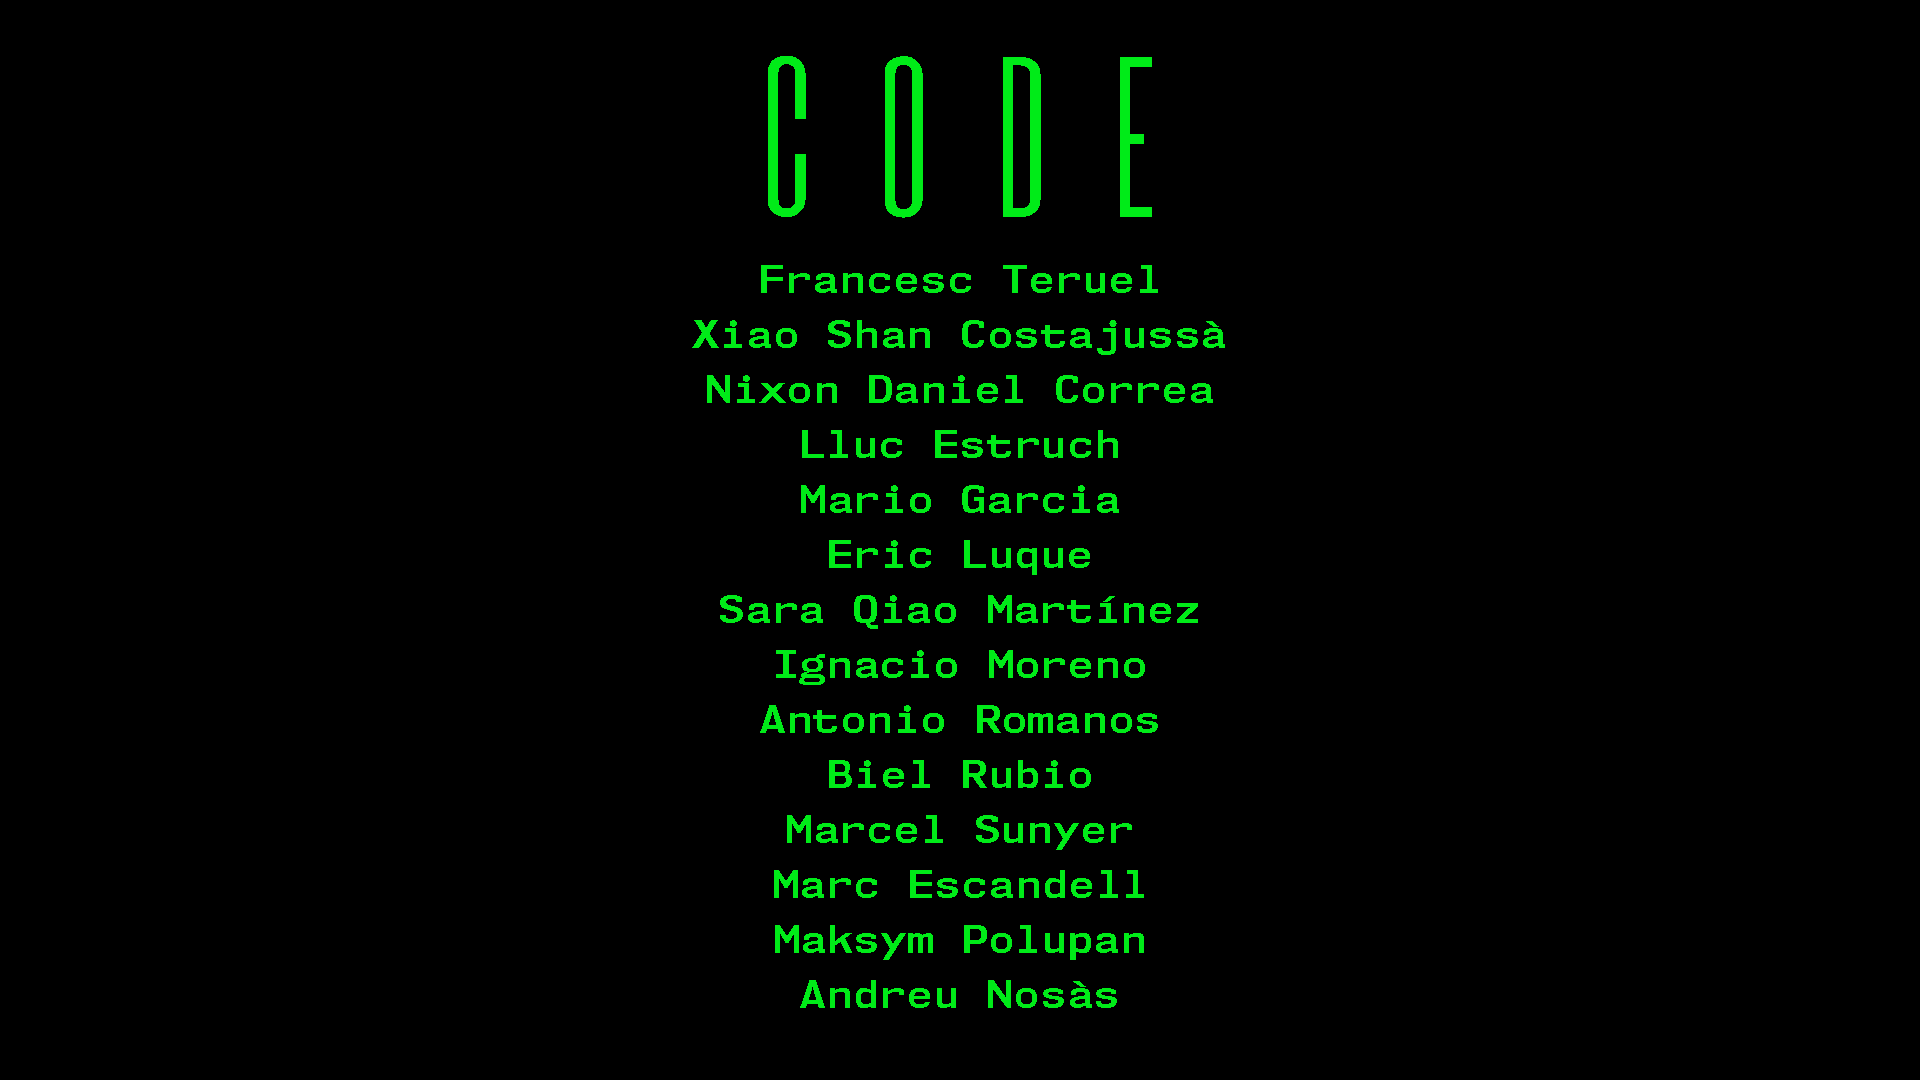 CODE
Francesc Teruel
Xiao Shan Costajussà
Nixon Daniel Correa
Lluc Estruch
Mario Garcia
Eric Luque
Sara Qiao Martínez
Ignacio Moreno
Antonio Romanos
Biel Rubio
Marcel Sunyer
Marc Escandell
Maksym Polupan
Andreu Nosàs